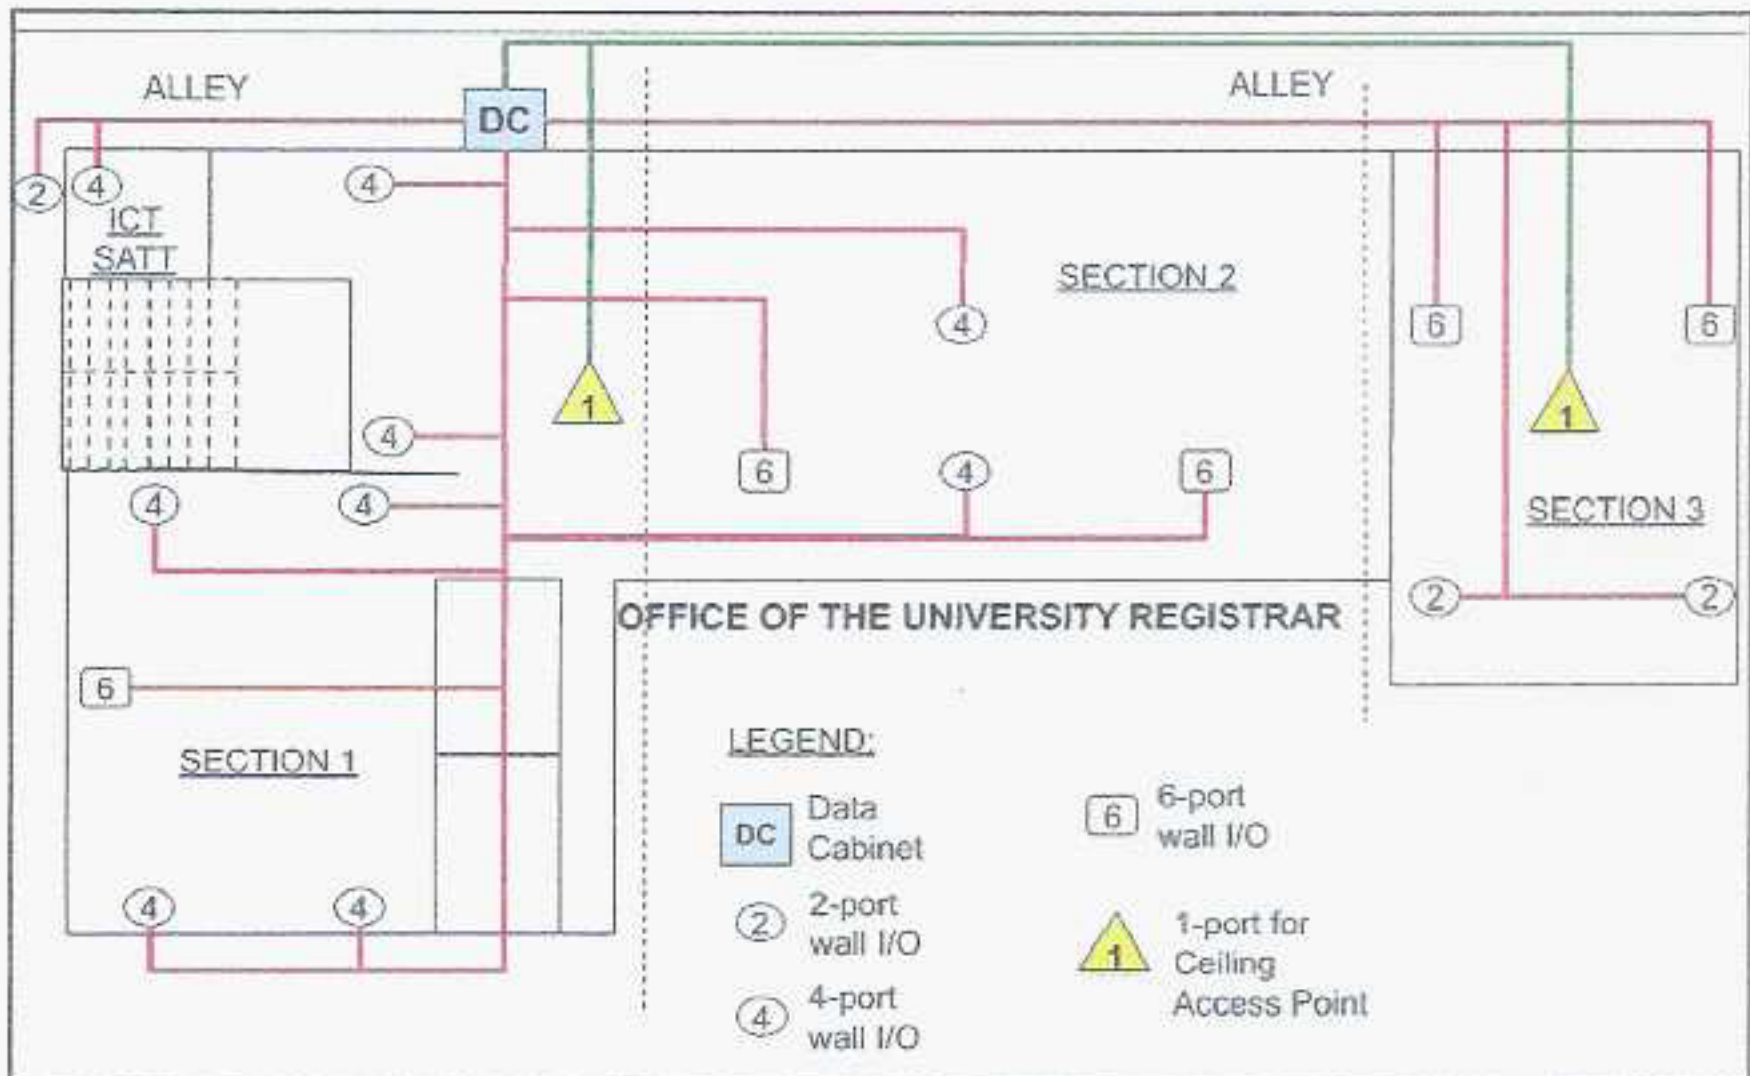 ALLEY
ALLEY
DC
2
4
4
ICT
SATT
SECTION 2
4
6
6
1
1
4
6
4
6
4
4
SECTION 3
2
2
OFFICE OF THE UNIVERSITY REGISTRAR
6
SECTION 1
4
4
LEGEND:
DC
Data
Cabinet
2
2-port
wall I/O
4
4-port
wall I/O
6
6-port
wall I/O
1
1-port for
Ceiling
Access Point